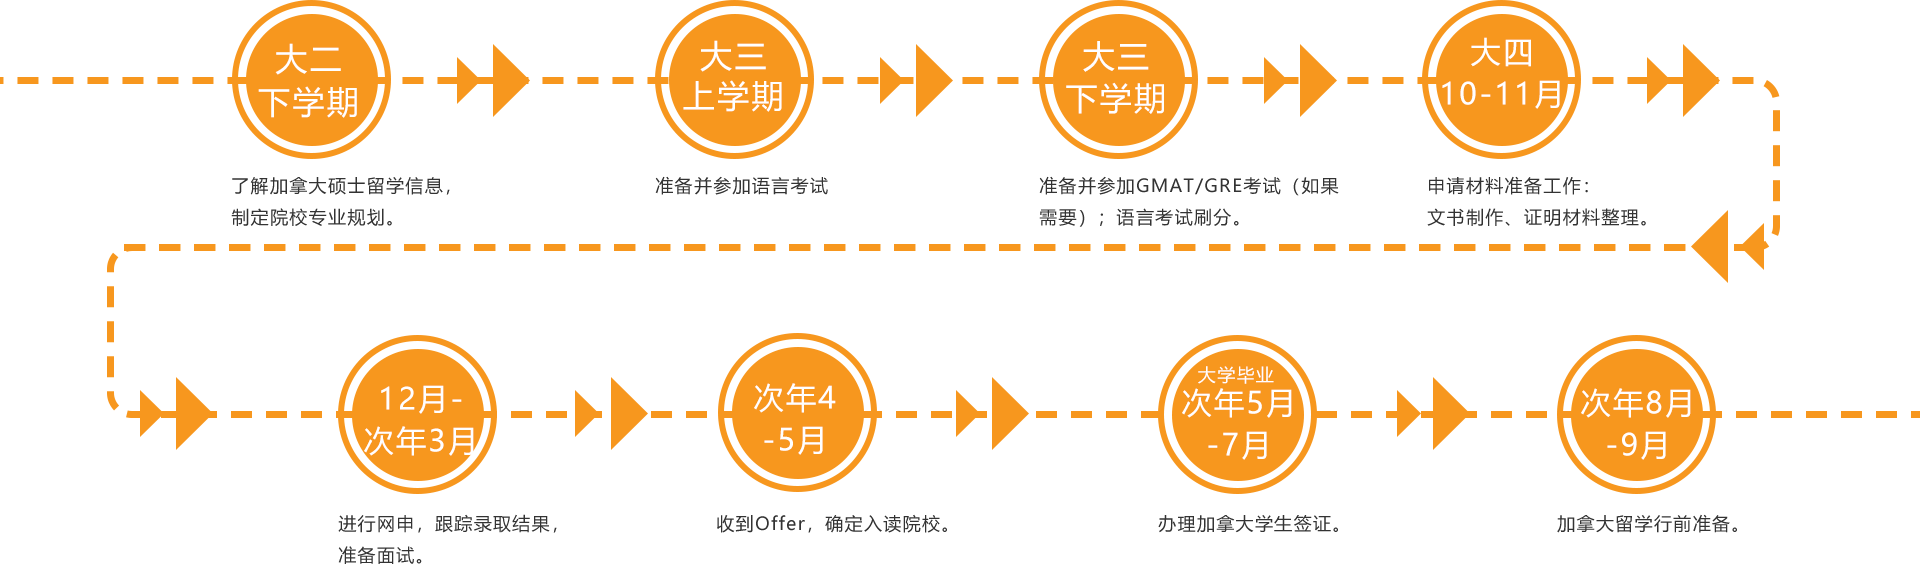 大二
下学期
了解加拿大硕士留学信息，
制定院校专业规划。
大三
上学期
准备并参加语言考试
大三
下学期
准备并参加GMAT/GRE考试（如果
需要）；语言考试刷分。
大四
10-11月
申请材料准备工作：
文书制作、证明材料整理。
12月-
次年3月
进行网申，跟踪录取结果，
准备面试。
次年4
-5月
收到Offer，确定入读院校。
大学毕业
次年5月
-7月
办理加拿大学生签证。
次年8月
-9月
加拿大留学行前准备。